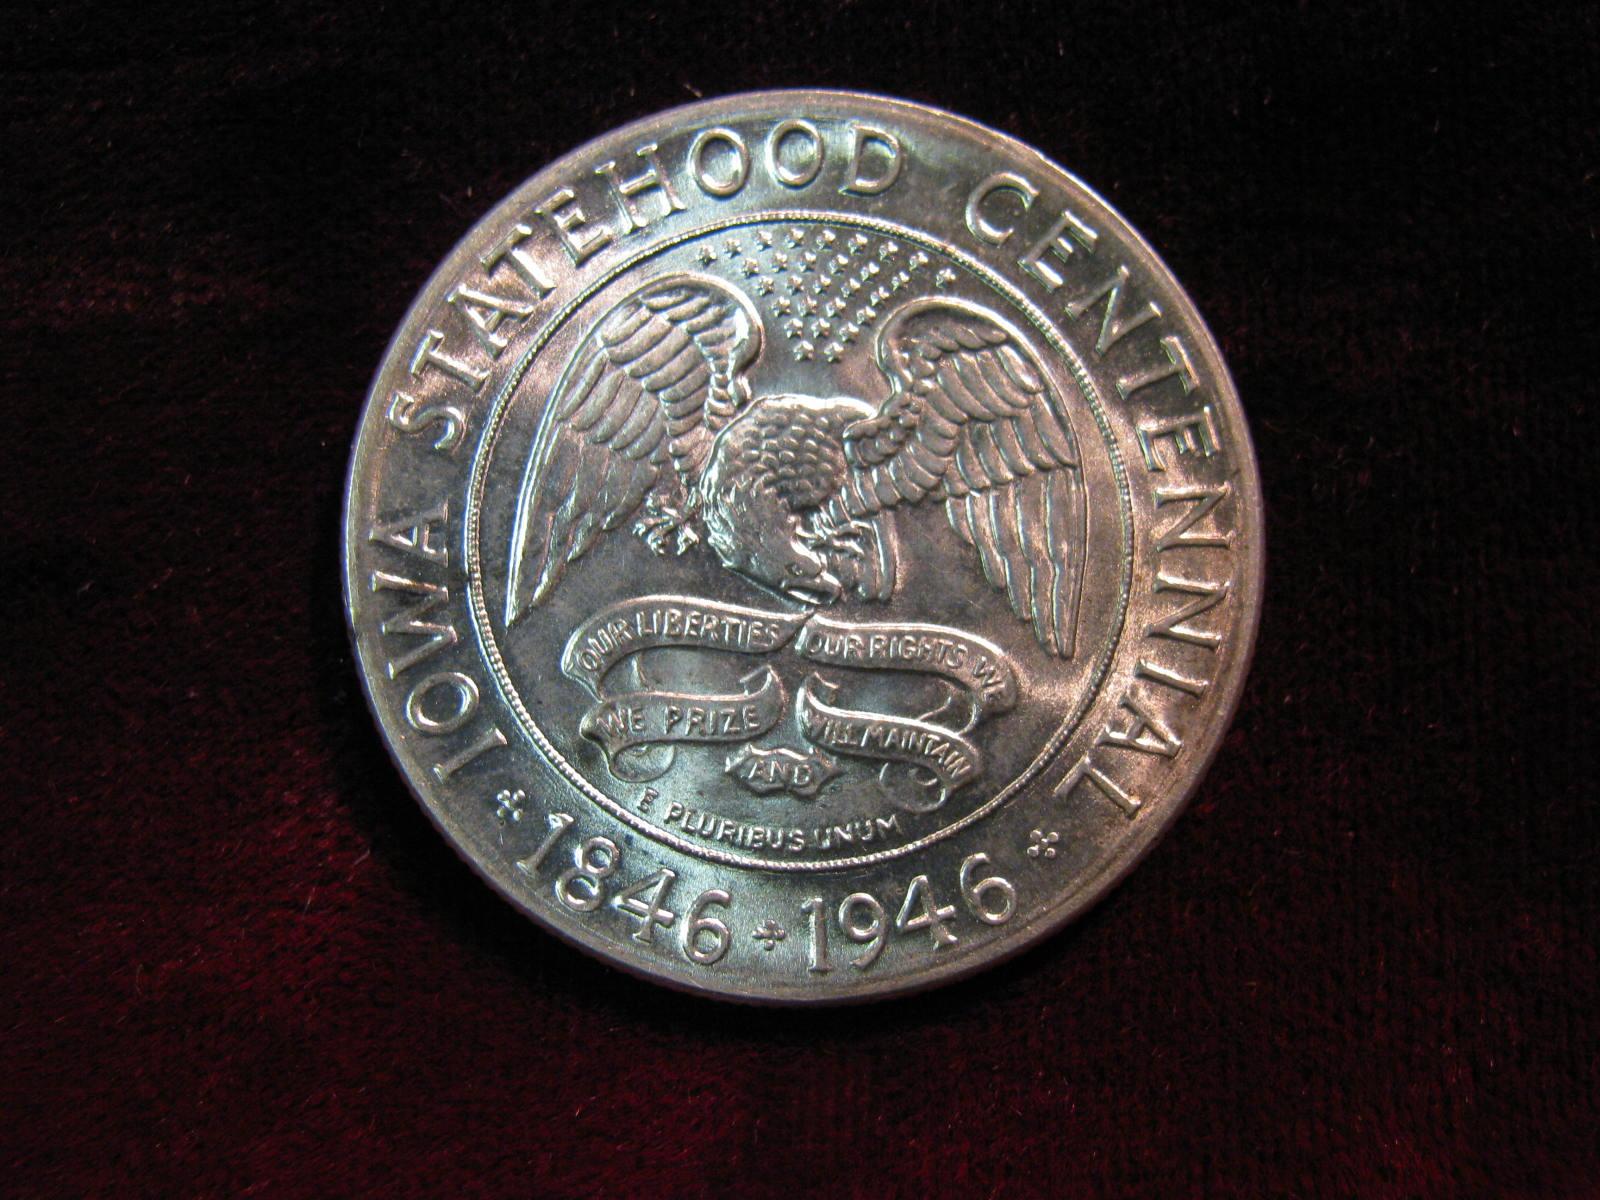 IOWA STATEHOOD CENTENNIAL
OUR LIBERTIES OUR RIGHTS WE
WE PRIZE WILL MAINTAIN
AND
E PLURIBUS UNUM
1846 1946